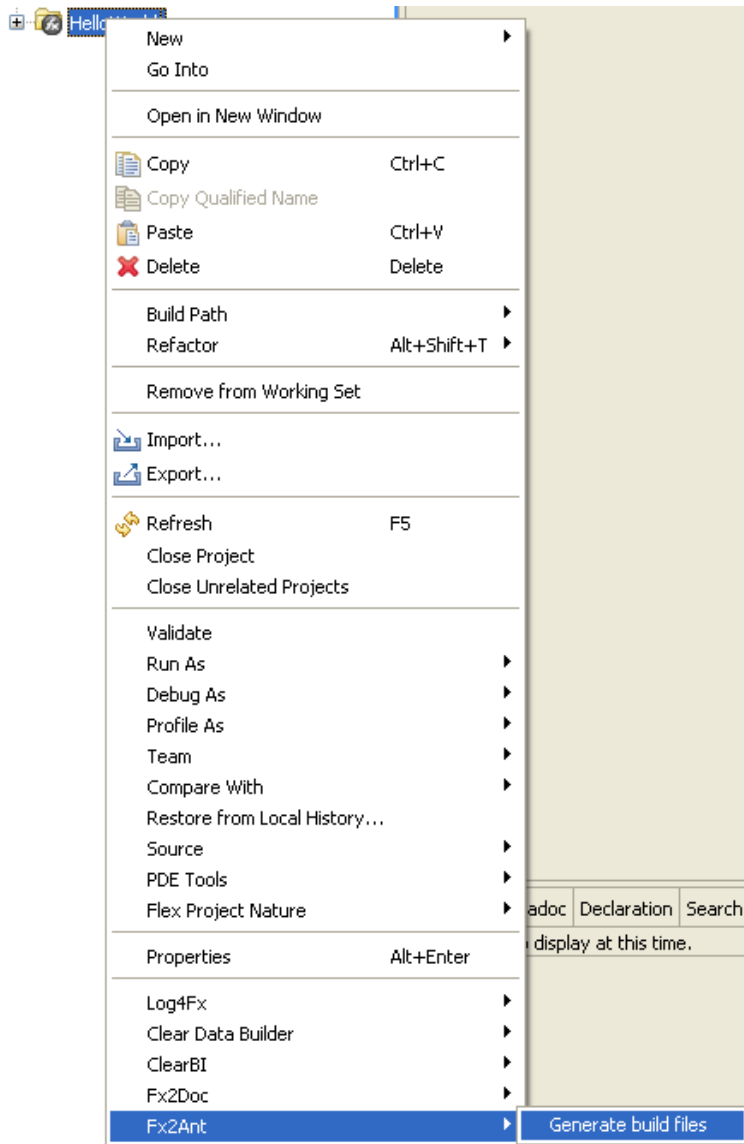 New
Go Into
Open in New Window
Copy Ctrl+C
Copy Qualified Name
Paste Ctrl+V
Delete Delete
Build Path
Refactor Alt+Shift+T
Remove from Working Set
Import...
Export...
Refresh F5
Close Project
Close Unrelated Projects
Validate
Run As
Debug As
Profile As
Team
Compare With
Restore from Local History...
Source
PDE Tools
Flex Project Nature
adoc Declaration Search
display at this time.
Properties Alt+Enter
Log4Fx
Clear Data Builder
ClearBI
Fx2Doc
Fx2Ant
Generate build files